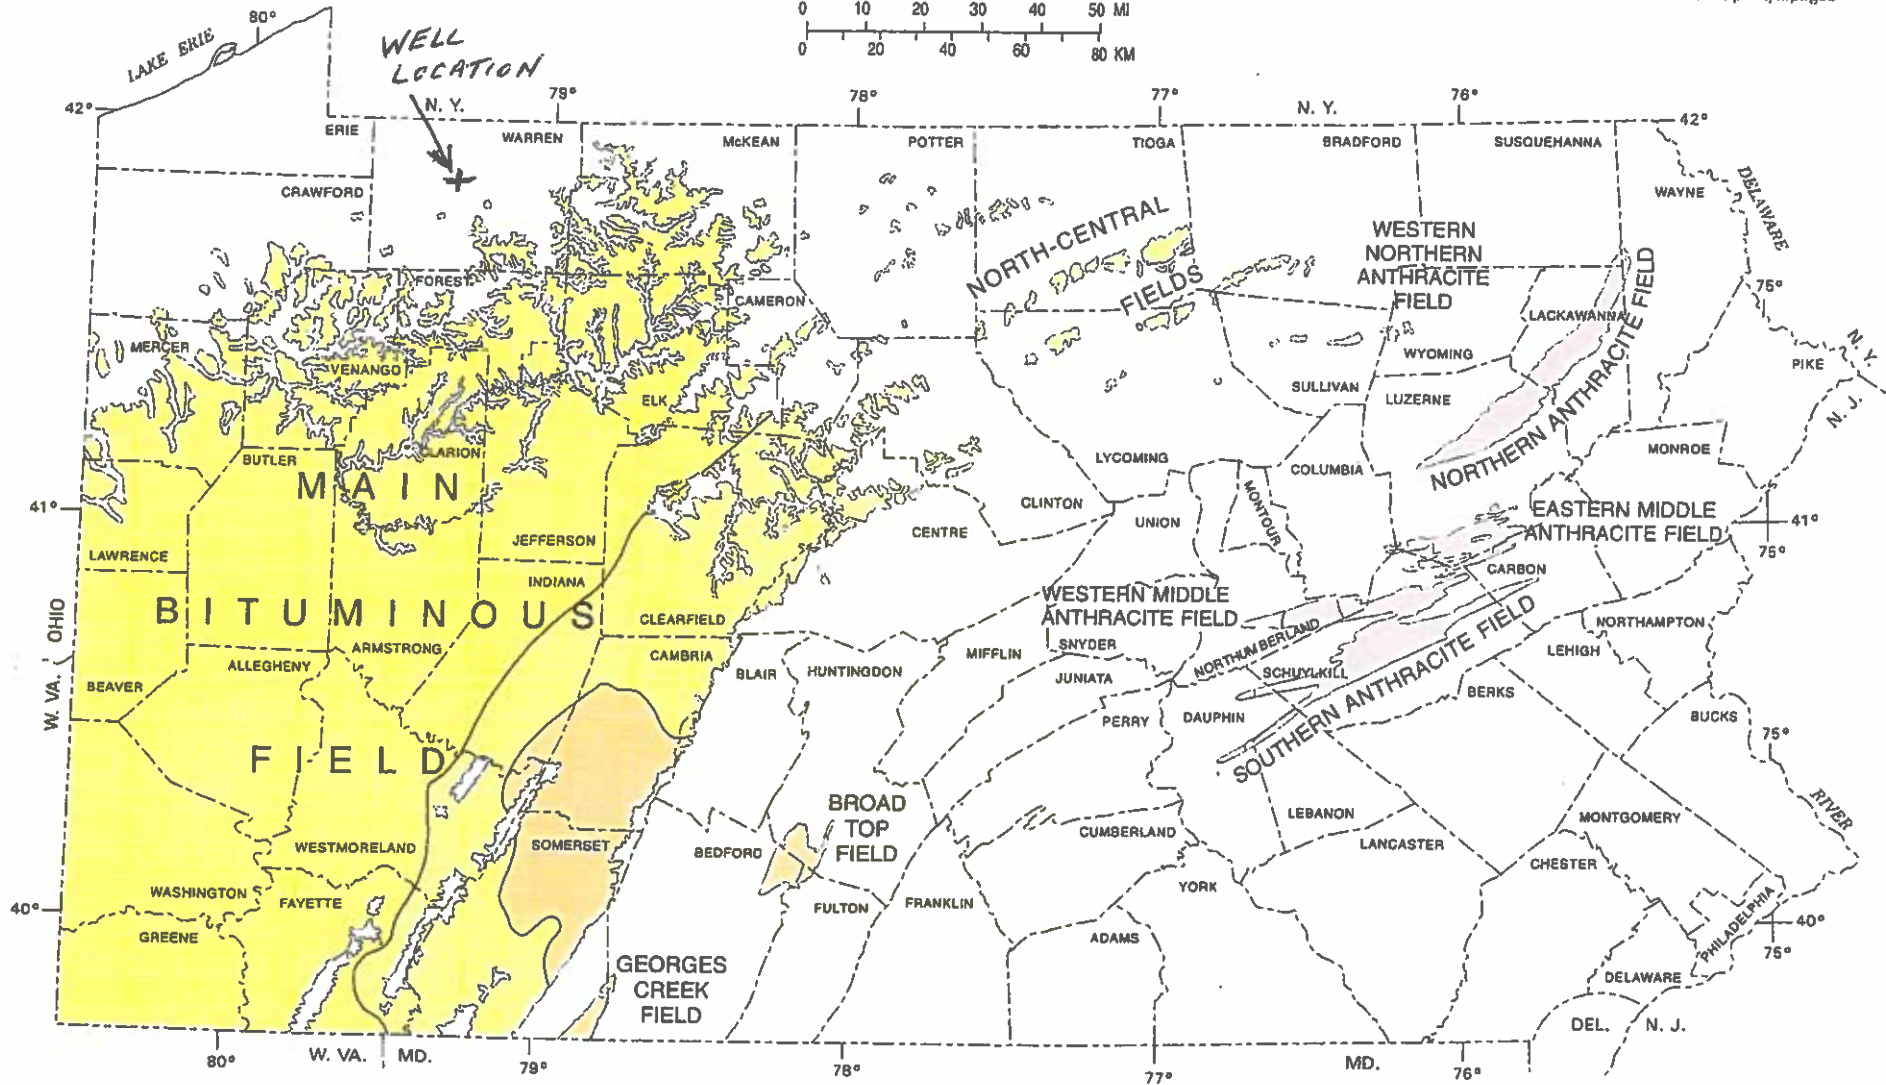 0 10 20 30 40 50 MI
0 20 40 60 80 KM
LAKE ERIE
80°
WELL
LOCATION
42°
N. Y.
79°
78°
77°
N. Y.
76°
42°
ERIE
WARREN
McKEAN
POTTER
TIOGA
BRADFORD
SUSQUEHANNA
WAYNE
DELAWARE
CRAWFORD
NORTH-CENTRAL
FIELDS
WESTERN
NORTHERN
ANTHRACITE
FIELD
FOREST
CAMERON
LACKAWANNA
75°
MERCER
VENANGO
WYOMING
N. Y.
PIKE
N. J.
ELK
SULLIVAN
LUZERNE
NORTHERN ANTHRACITE FIELD
BUTLER
CLARION
LYCOMING
COLUMBIA
MONROE
MAIN
41°
CLINTON
MONTOUR
UNION
CENTRE
EASTERN MIDDLE
ANTHRACITE FIELD
41°
75°
LAWRENCE
JEFFERSON
INDIANA
CARBON
OHIO
W. VA.
BITUMINOUS
CLEARFIELD
WESTERN MIDDLE
ANTHRACITE FIELD
NORTHUMBERLAND
NORTHAMPTON
ALLEGHENY
ARMSTRONG
CAMBRIA
BLAIR
HUNTINGDON
MIFFLIN
SNYDER
JUNIATA
SCHUYLKILL
LEHIGH
BEAVER
PERRY
DAUPHIN
BERKS
BUCKS
SOUTHERN ANTHRACITE FIELD
75°
FIELD
BROAD
TOP
FIELD
LEBANON
MONTGOMERY
RIVER
WESTMORELAND
SOMERSET
BEDFORD
CUMBERLAND
LANCASTER
CHESTER
WASHINGTON
FAYETTE
FULTON
FRANKLIN
YORK
PHILADELPHIA
40°
40°
75°
GREENE
ADAMS
GEORGES
CREEK
FIELD
DELAWARE
DEL.
N. J.
80°
W. VA.
MD.
79°
78°
77°
MD.
76°